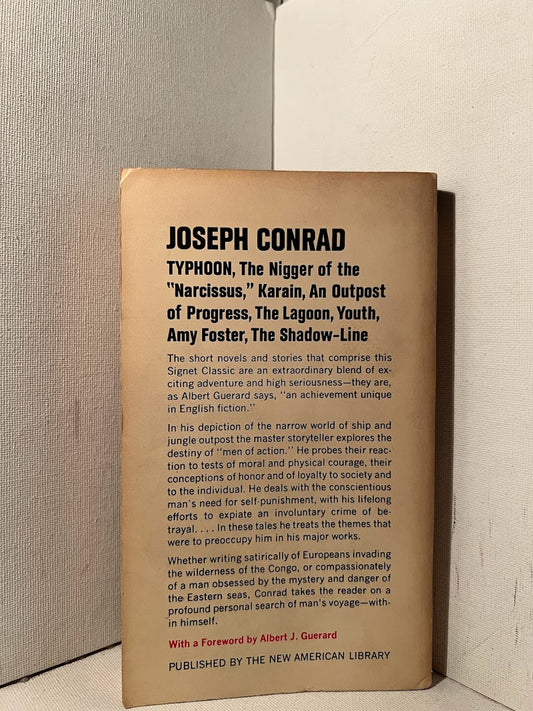 JOSEPH CONRAD
TYPHOON, The Nigger of the
"Narcissus," Karain, An Outpost
of Progress, The Lagoon, Youth,
Amy Foster, The Shadow-Line
The short novels and stories that comprise this
Signet Classic are an extraordinary blend of ex-
citing adventure and high seriousness—they are,
as Albert Guerard says, "an achievement unique
in English fiction."
In his depiction of the narrow world of ship and
jungle outpost the master storyteller explores the
destiny of "men of action." He probes their reac-
tion to tests of moral and physical courage, their
conceptions of honor and of loyalty to society and
to the individual. He deals with the conscientious
man's need for self-punishment, with his lifelong
efforts to expiate an involuntary crime of be-
trayal. . . . In these tales he treats the themes that
were to preoccupy him in his major works.
Whether writing satirically of Europeans invading
the wilderness of the Congo, or compassionately
of a man obsessed by the mystery and danger of
the Eastern seas, Conrad takes the reader on a
profound personal search of man's voyage—with-
in himself.
With a Foreword by Albert J. Guerard
PUBLISHED BY THE NEW AMERICAN LIBRARY